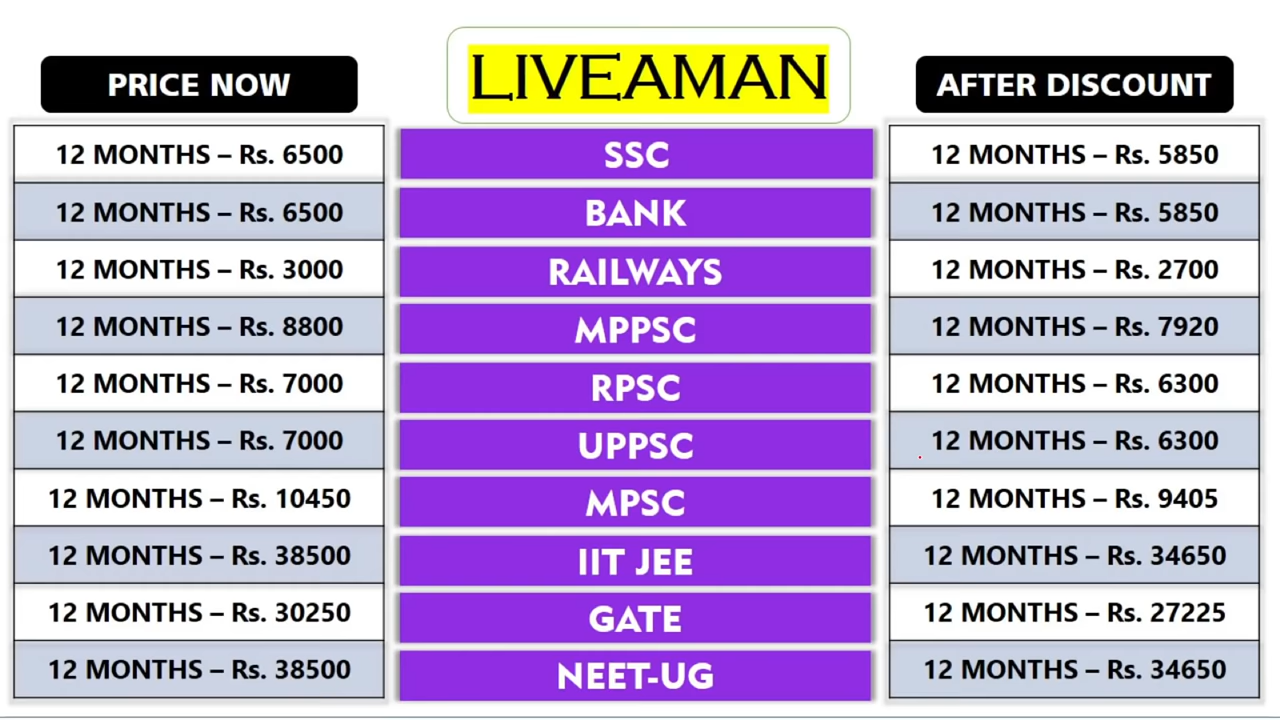 PRICE NOW LIVEAMAN AFTER DISCOUNT
12 MONTHS – Rs. 6500 SSC 12 MONTHS – Rs. 5850
12 MONTHS – Rs. 6500 BANK 12 MONTHS – Rs. 5850
12 MONTHS – Rs. 3000 RAILWAYS 12 MONTHS – Rs. 2700
12 MONTHS – Rs. 8800 MPPSC 12 MONTHS – Rs. 7920
12 MONTHS – Rs. 7000 RPSC 12 MONTHS – Rs. 6300
12 MONTHS – Rs. 7000 UPPSC 12 MONTHS – Rs. 6300
12 MONTHS – Rs. 10450 MPSC 12 MONTHS – Rs. 9405
12 MONTHS – Rs. 38500 IIT JEE 12 MONTHS – Rs. 34650
12 MONTHS – Rs. 30250 GATE 12 MONTHS – Rs. 27225
12 MONTHS – Rs. 38500 NEET-UG 12 MONTHS – Rs. 34650